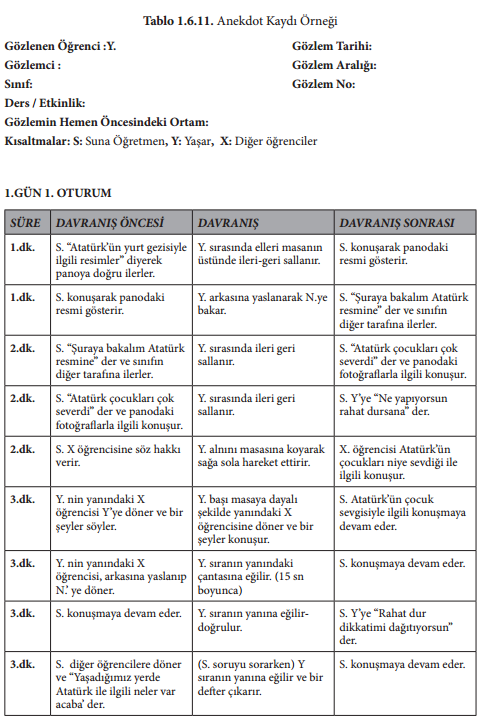 Tablo 1.6.11. Anekdot Kaydı Örneği
Gözlenen Öğrenci :Y.
Gözlem Tarihi:
Gözlemci :
Gözlem Aralığı:
Sınıf:
Gözlem No:
Ders / Etkinlik:
Gözlemin Hemen Öncesindeki Ortam:
Kısaltmalar: S: Suna Öğretmen, Y: Yaşar, X: Diğer öğrenciler
1.GÜN 1. OTURUM
SÜRE
DAVRANIŞ ÖNCESİ
DAVRANIŞ
DAVRANIŞ SONRASI
1.dk.
S. “Atatürk’ün yurt gezisiyle
ilgili resimler” diyerek
panoya doğru ilerler.
Y. sırasında elleri masanın
üstünde ileri-geri sallanır.
S. konuşarak panodaki
resmi gösterir.
1.dk.
S. konuşarak panodaki
resmi gösterir.
Y. arkasına yaslanarak N.ye
bakar.
S. “Şuraya bakalım Atatürk
resmine” der ve sınıfın
diğer tarafına ilerler.
2.dk.
S. “Şuraya bakalım Atatürk
resmine” der ve sınıfın
diğer tarafına ilerler.
Y. sırasında ileri geri
sallanır.
S. “Atatürk çocukları çok
severdi” der ve panodaki
fotoğraflarla ilgili konuşur.
2.dk.
S. “Atatürk çocukları çok
severdi” der ve panodaki
fotoğraflarla ilgili konuşur.
Y. sırasında ileri geri
sallanır.
S. Y’ye “Ne yapıyorsun
rahat dursana” der.
2.dk.
S. X öğrencisine söz hakkı
verir.
Y. alnını masasına koyarak
sağa sola hareket ettirir.
X. öğrencisi Atatürk’ün
çocukları niye sevdiği ile
ilgili konuşur.
3.dk.
Y. nin yanındaki X
öğrencisi Y’ye döner ve bir
şeyler söyler.
Y. başı masaya dayalı
şekilde yanındaki X
öğrencisine döner ve bir
şeyler konuşur.
S. Atatürk’ün çocuk
sevgisiyle ilgili konuşmaya
devam eder.
3.dk.
Y. nin yanındaki X
öğrencisi, arkasına yaslanıp
N.’ ye döner.
Y. sıranın yanındaki
çantasına eğilir. (15 sn
boyunca)
S. konuşmaya devam eder.
3.dk.
S. konuşmaya devam eder.
Y. sıranın yanına eğilir-
doğrulur.
S. Y’ye “Rahat dur
dikkatimi dağıtıyorsun”
der.
3.dk.
S. diğer öğrencilere döner
ve “Yaşadığımız yerde
Atatürk ile ilgili neler var
acaba’ der.
(S. soruyu sorarken) Y
sıranın yanına eğilir ve bir
defter çıkarır.
S. konuşmaya devam eder.